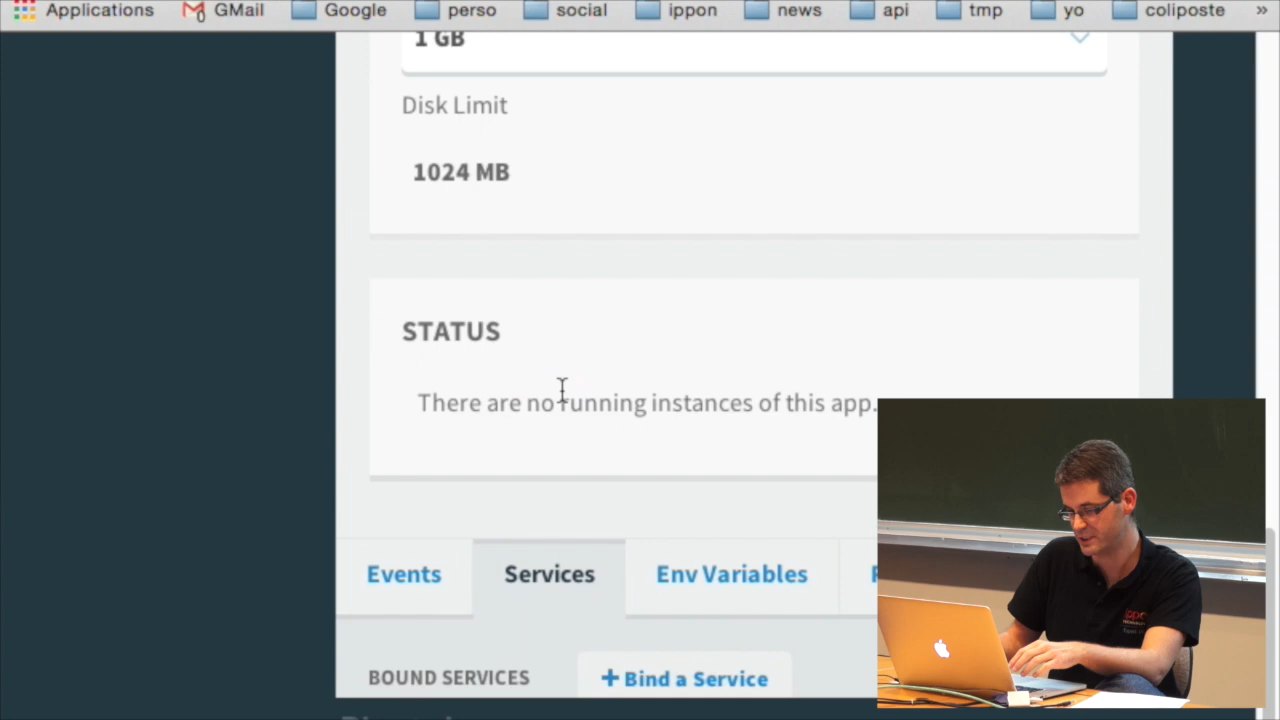 Applications GMail Google perso social ippon news api tmp yo coliposte »
1 GB
Disk Limit
1024 MB
STATUS
There are no running instances of this app.
Events Services Env Variables
BOUND SERVICES + Bind a Service